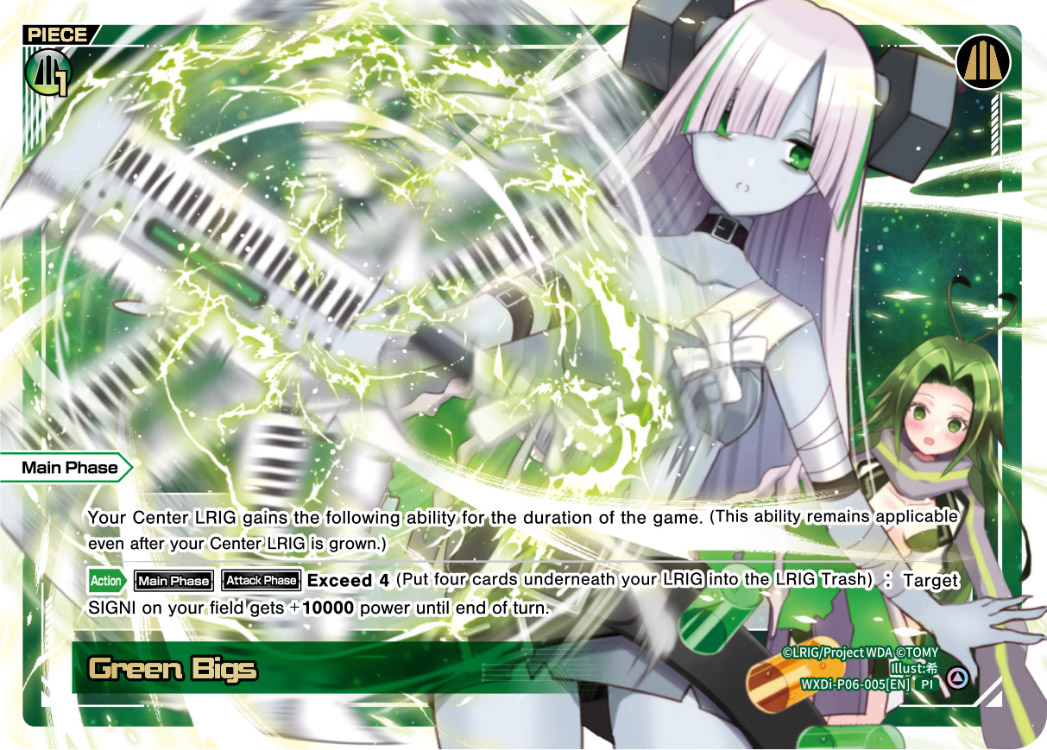 PIECE
1
Main Phase
Your Center LRIG gains the following ability for the duration of the game. (This ability remains applicable
even after your Center LRIG is grown.)
Action Main Phase Attack Phase Exceed 4 (Put four cards underneath your LRIG into the LRIG Trash) : Target
SIGNI on your field gets +10000 power until end of turn.
Green Bigs
©LRIG/Project WDA ©TOMY
Illust:希
WXDi-P06-005[EN] PI